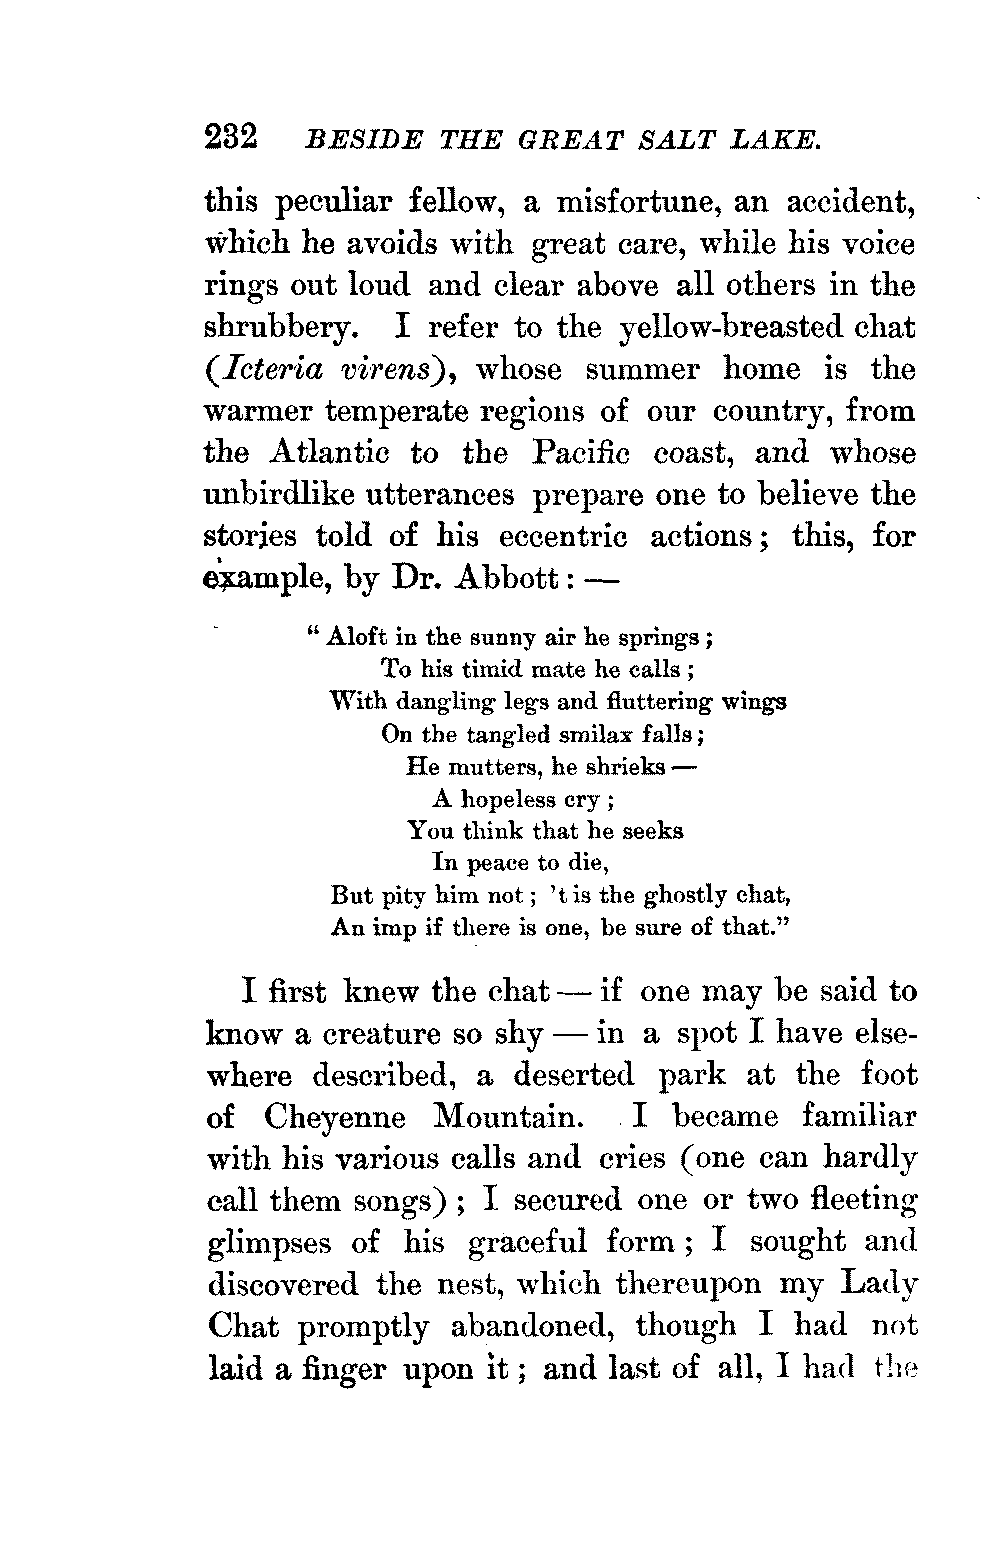 232 BESIDE THE GREAT SALT LAKE.
this peculiar fellow, a misfortune, an accident,
which he avoids with great care, while his voice
rings out loud and clear above all others in the
shrubbery. I refer to the yellow-breasted chat
(Icteria virens), whose summer home is the
warmer temperate regions of our country, from
the Atlantic to the Pacific coast, and whose
unbirdlike utterances prepare one to believe the
stories told of his eccentric actions; this, for
example, by Dr. Abbott: —
“Aloft in the sunny air he springs;
To his timid mate he calls;
With dangling legs and fluttering wings
On the tangled smilax falls;
He mutters, he shrieks —
A hopeless cry;
You think that he seeks
In peace to die,
But pity him not; ’t is the ghostly chat,
An imp if there is one, be sure of that.”
I first knew the chat — if one may be said to
know a creature so shy — in a spot I have else-
where described, a deserted park at the foot
of Cheyenne Mountain. I became familiar
with his various calls and cries (one can hardly
call them songs); I secured one or two fleeting
glimpses of his graceful form; I sought and
discovered the nest, which thereupon my Lady
Chat promptly abandoned, though I had not
laid a finger upon it; and last of all, I had the